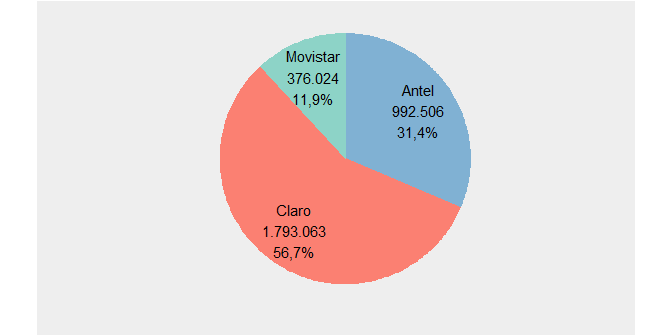 Movistar
376.024
11,9%
Antel
992.506
31,4%
Claro
1.793.063
56,7%